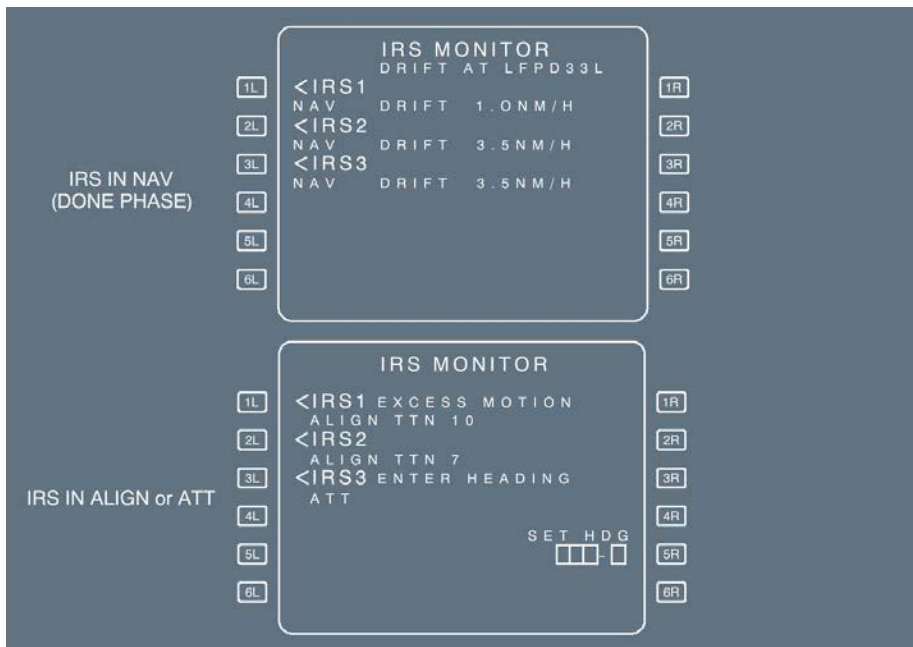 IRS MONITOR
DRIFT AT LFPD33L
1L <IRS1 1R
NAV DRIFT 1.0NM/H
2L <IRS2 2R
NAV DRIFT 3.5NM/H
3L <IRS3 3R
NAV DRIFT 3.5NM/H
IRS IN NAV
(DONE PHASE)
4L 4R
5L 5R
6L 6R
IRS MONITOR
1L <IRS1 EXCESS MOTION 1R
ALIGN TTN 10
2L <IRS2 2R
ALIGN TTN 7
3L <IRS3 ENTER HEADING 3R
ATT
IRS IN ALIGN or ATT
4L 4R
SET HDG
5L - 5R
6L 6R